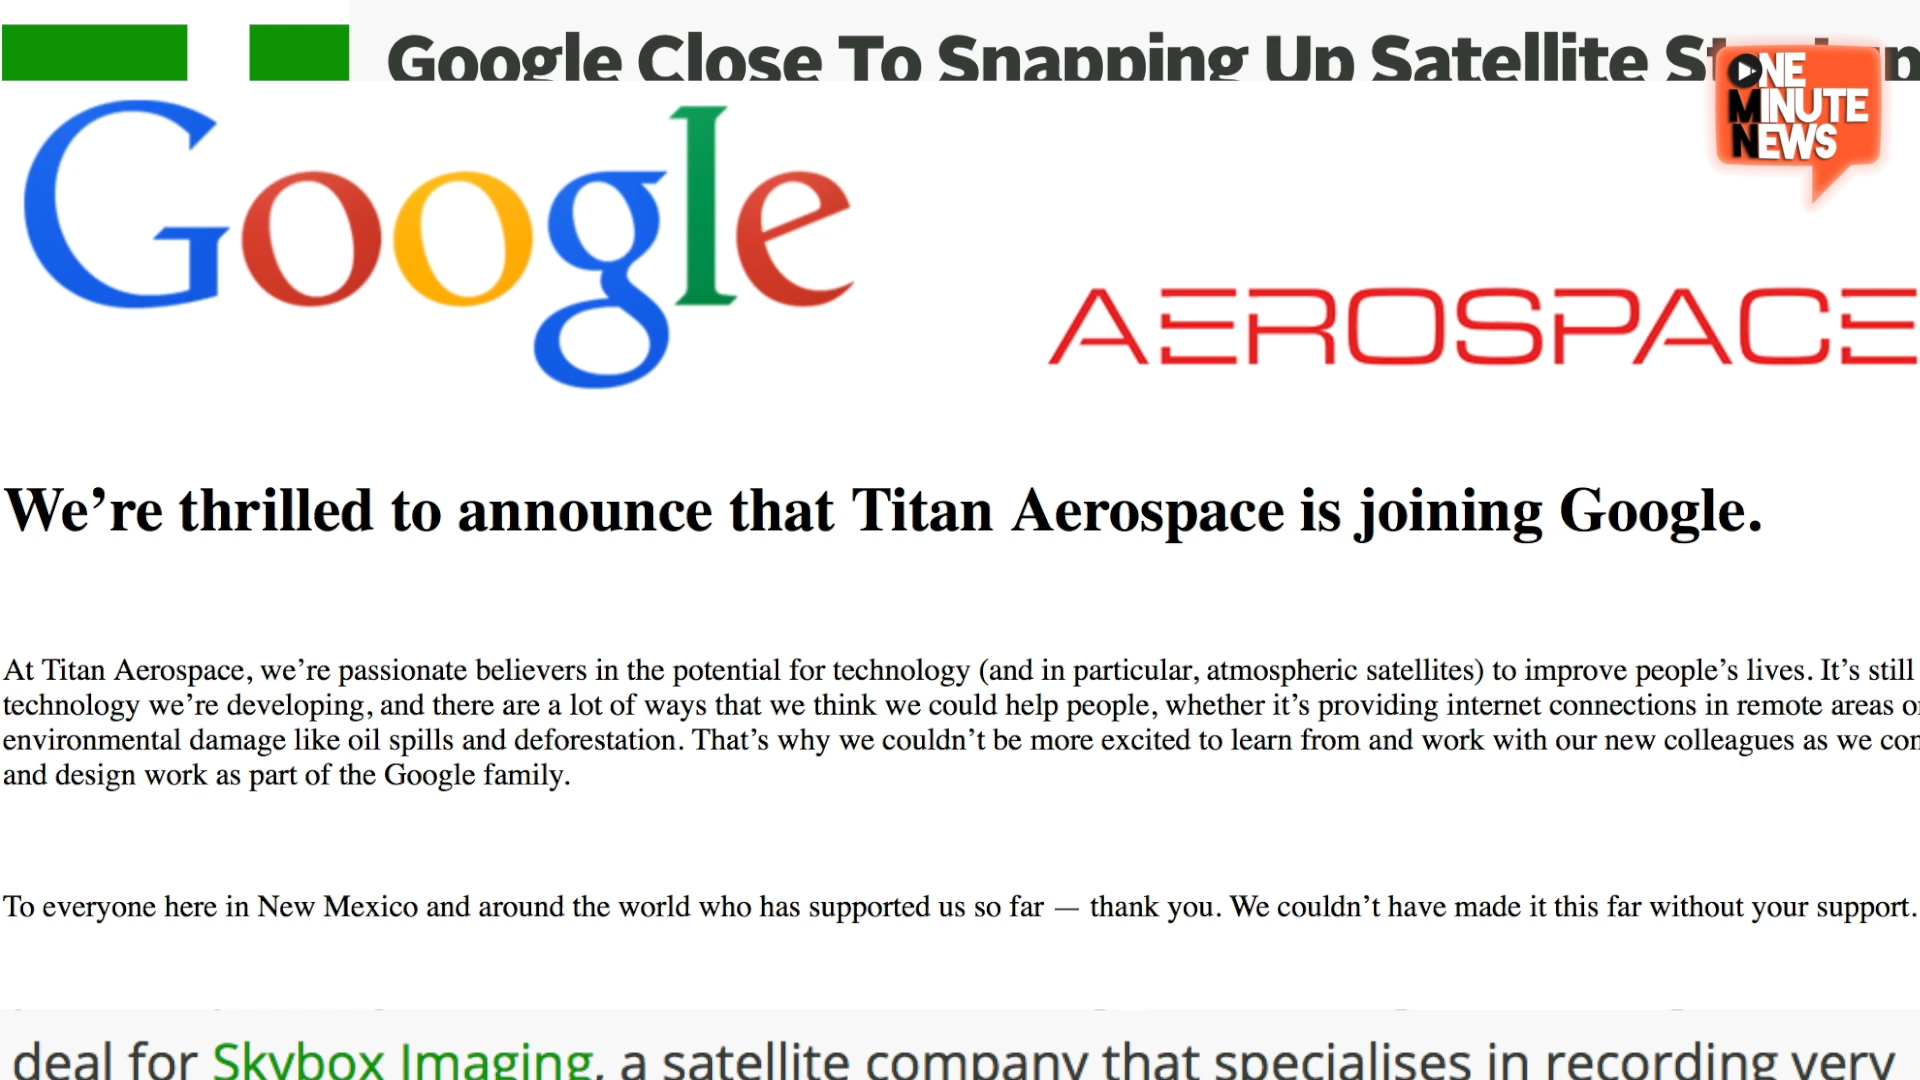 Google Close To Snapping Up Satellite
ONE
MINUTE
NEWS
Google
AEROSPACE
We’re thrilled to announce that Titan Aerospace is joining Google.
At Titan Aerospace, we’re passionate believers in the potential for technology (and in particular, atmospheric satellites) to improve people’s lives. It’s still
technology we’re developing, and there are a lot of ways that we think we could help people, whether it’s providing internet connections in remote areas
environmental damage like oil spills and deforestation. That’s why we couldn’t be more excited to learn from and work with our new colleagues as we
and design work as part of the Google family.
To everyone here in New Mexico and around the world who has supported us so far — thank you. We couldn’t have made it this far without your support.
deal for Skybox Imaging, a satellite company that specialises in recording very